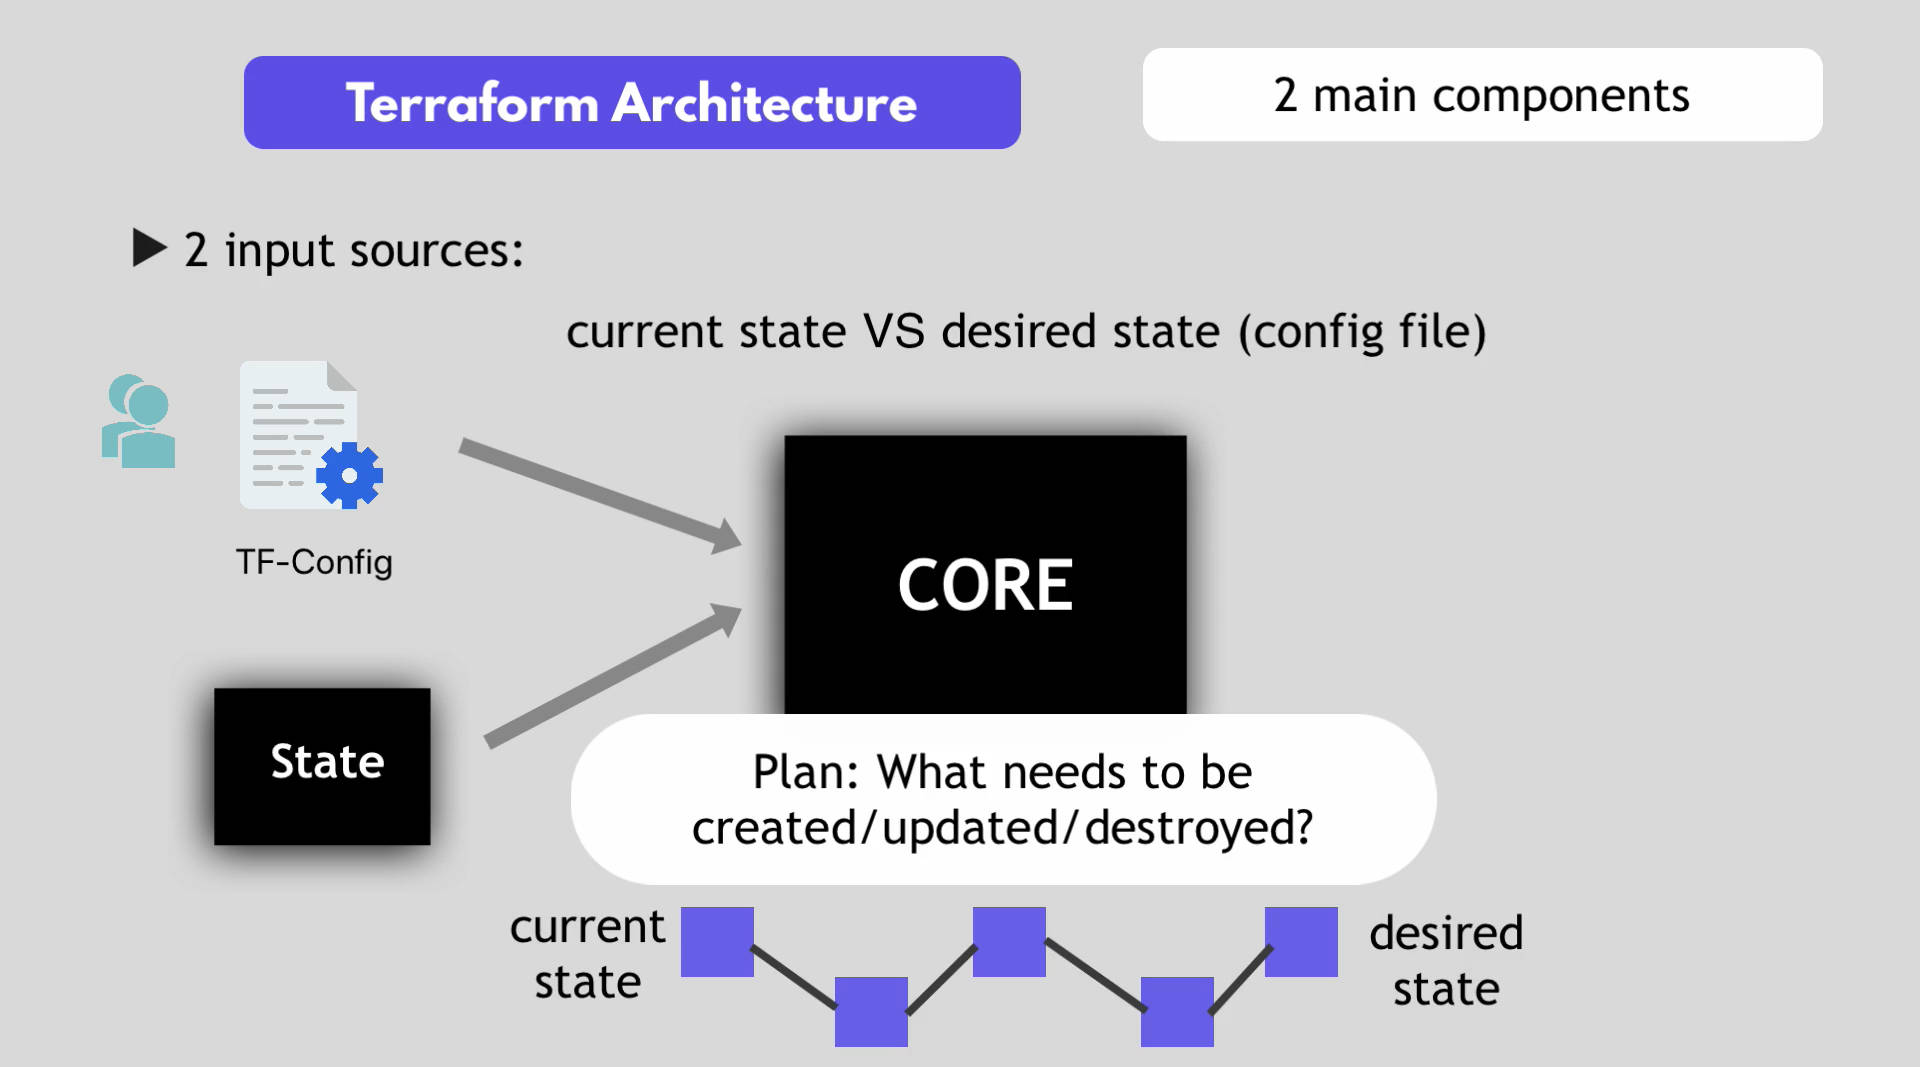 Terraform Architecture
2 main components
2 input sources:
current state VS desired state (config file)
TF-Config
CORE
State
Plan: What needs to be
created/updated/destroyed?
current
state
desired
state